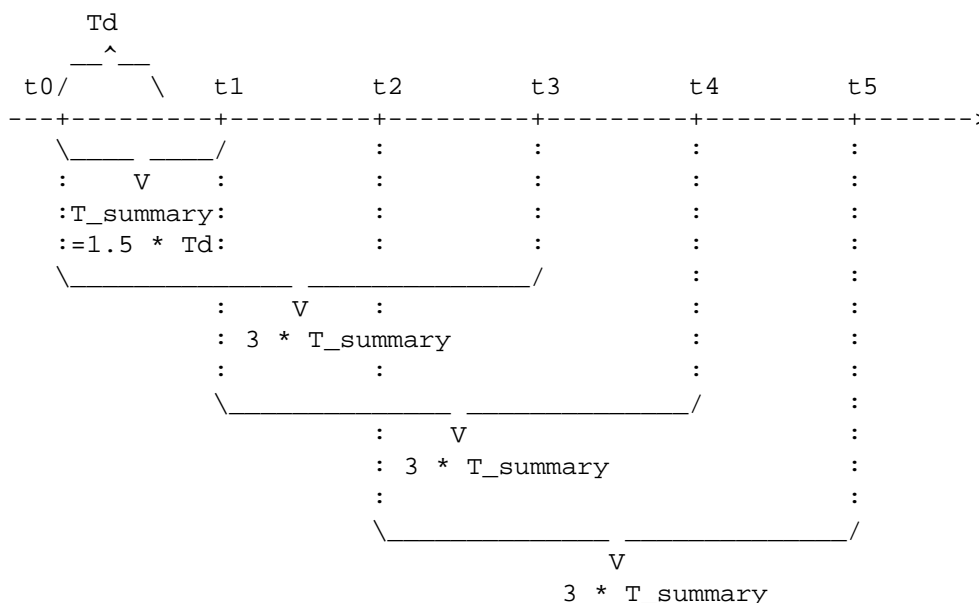 Td
t0 t1 t2 t3 t4 t5
V
T_summary
=1.5 * Td
V
3 * T_summary
V
3 * T_summary
V
3 * T_summary